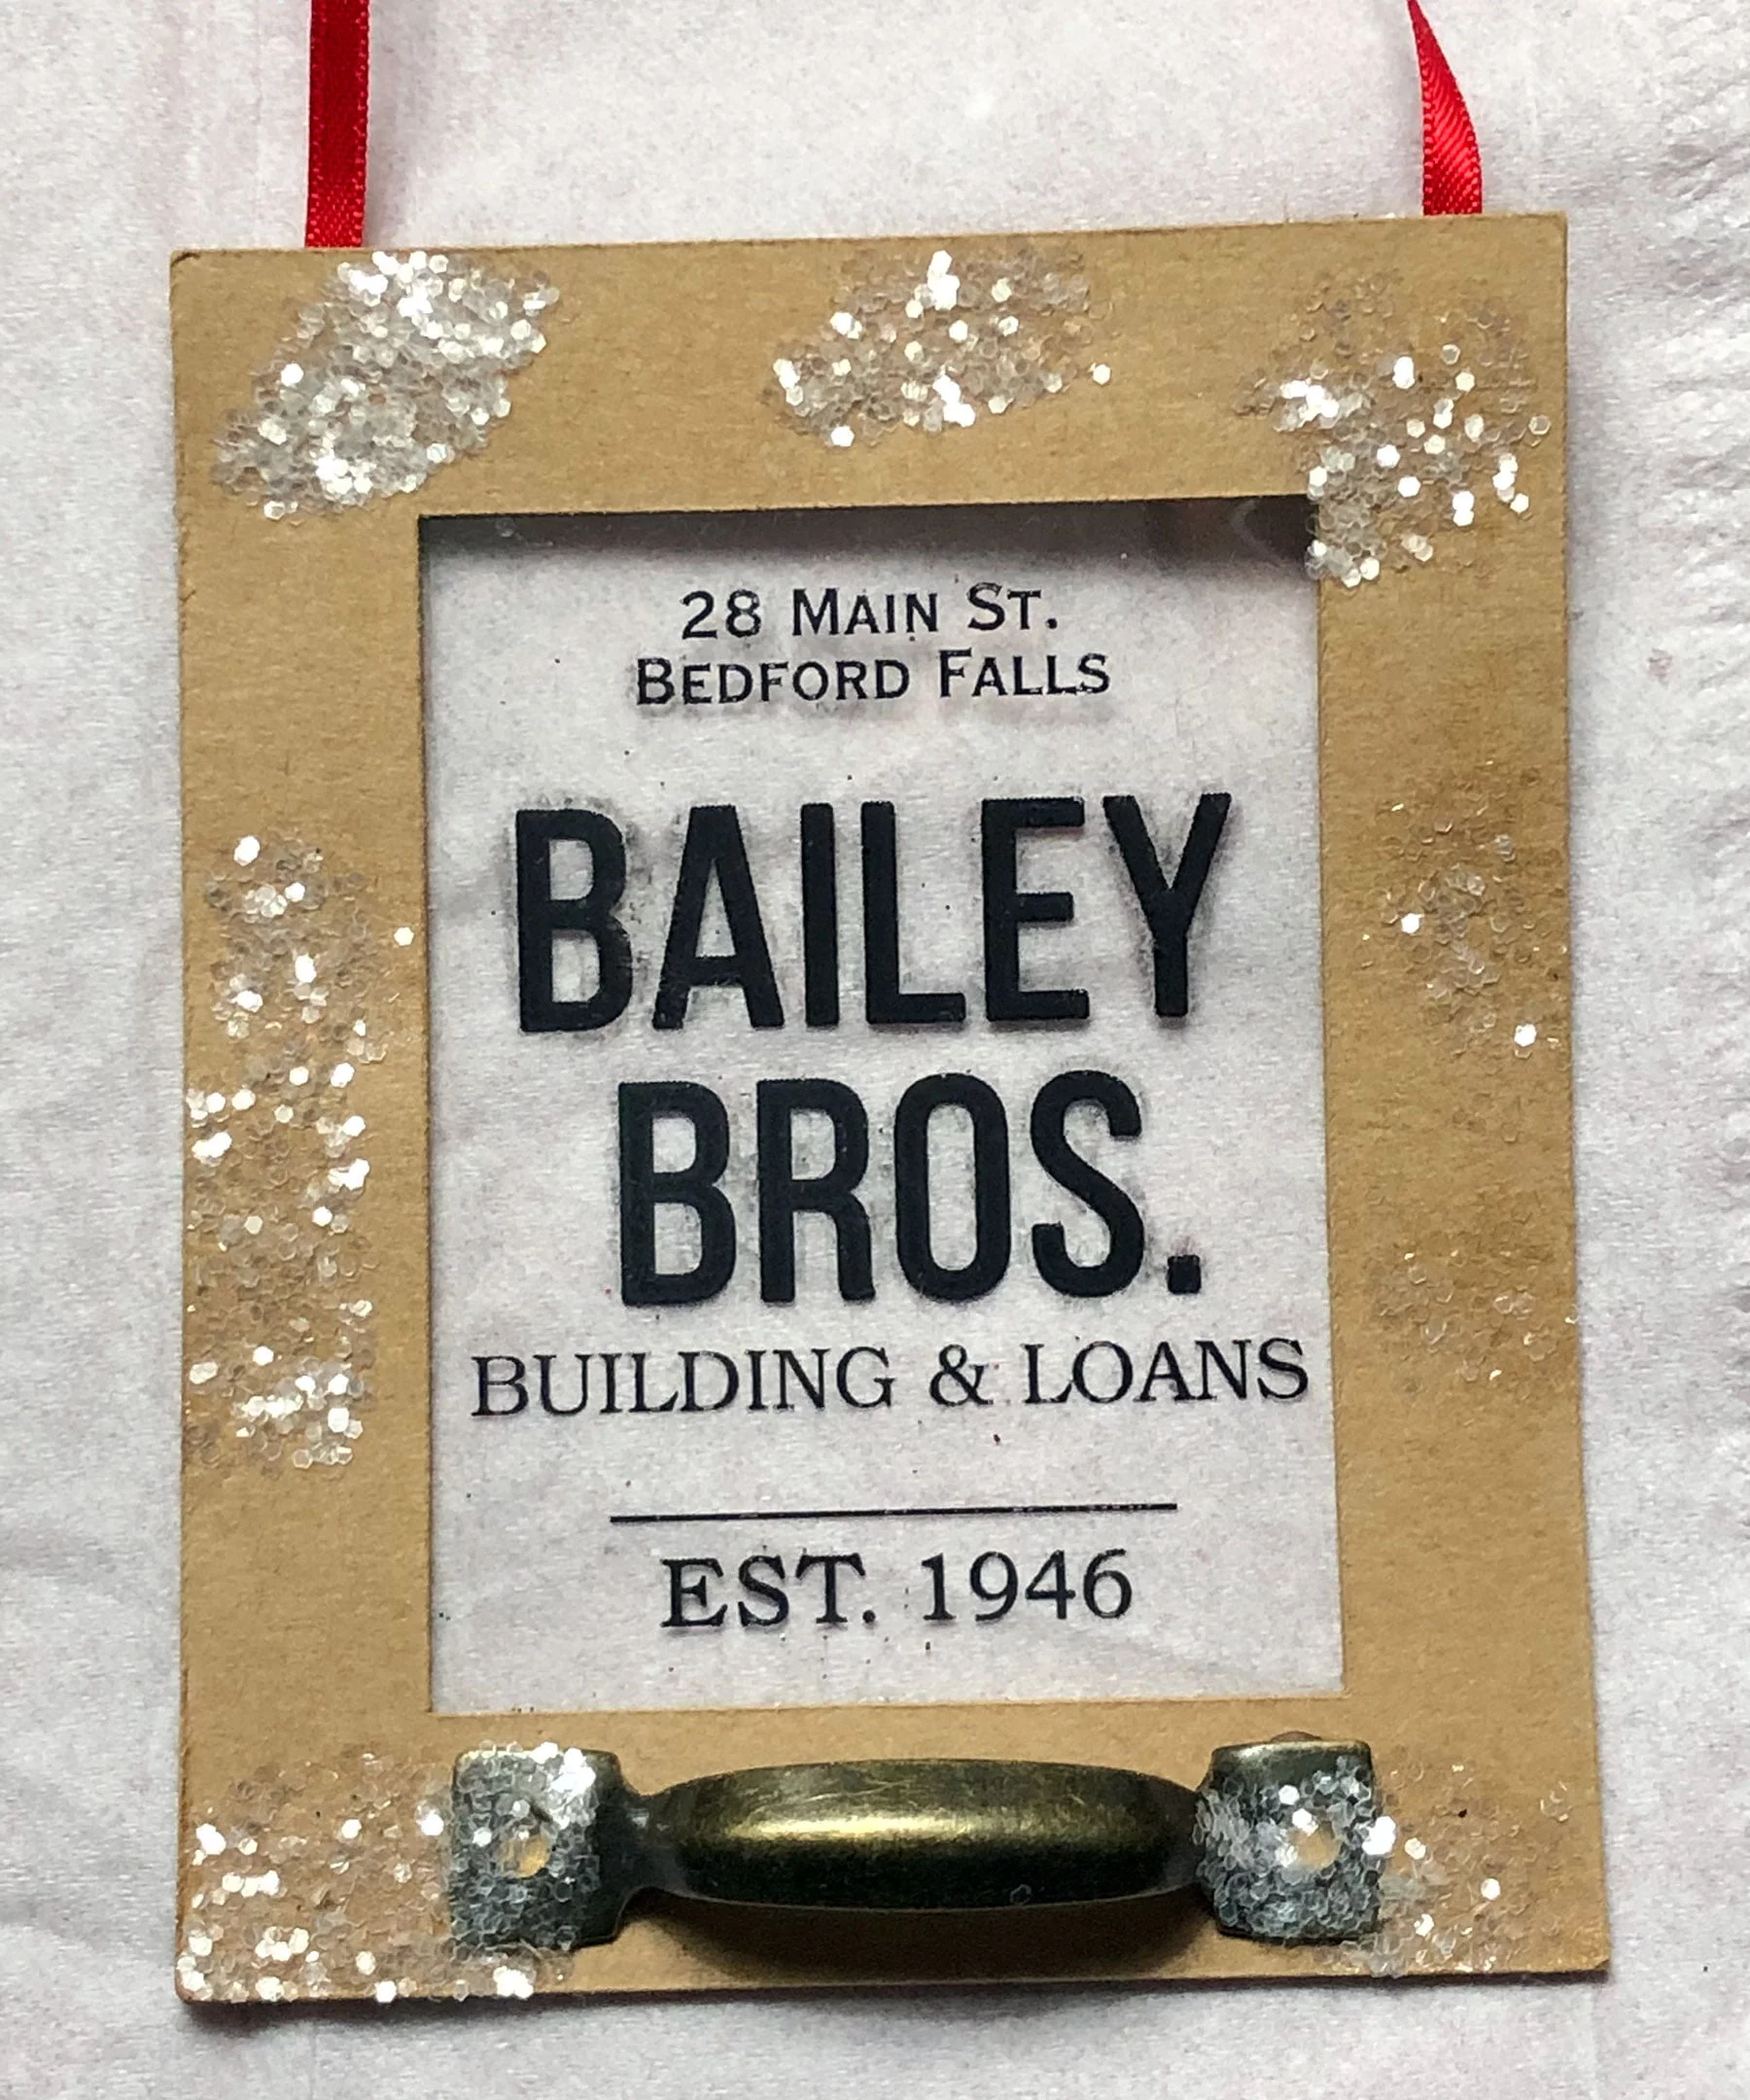 28 MAIN ST.
BEDFORD FALLS
BAILEY
BROS.
BUILDING & LOANS
EST. 1946